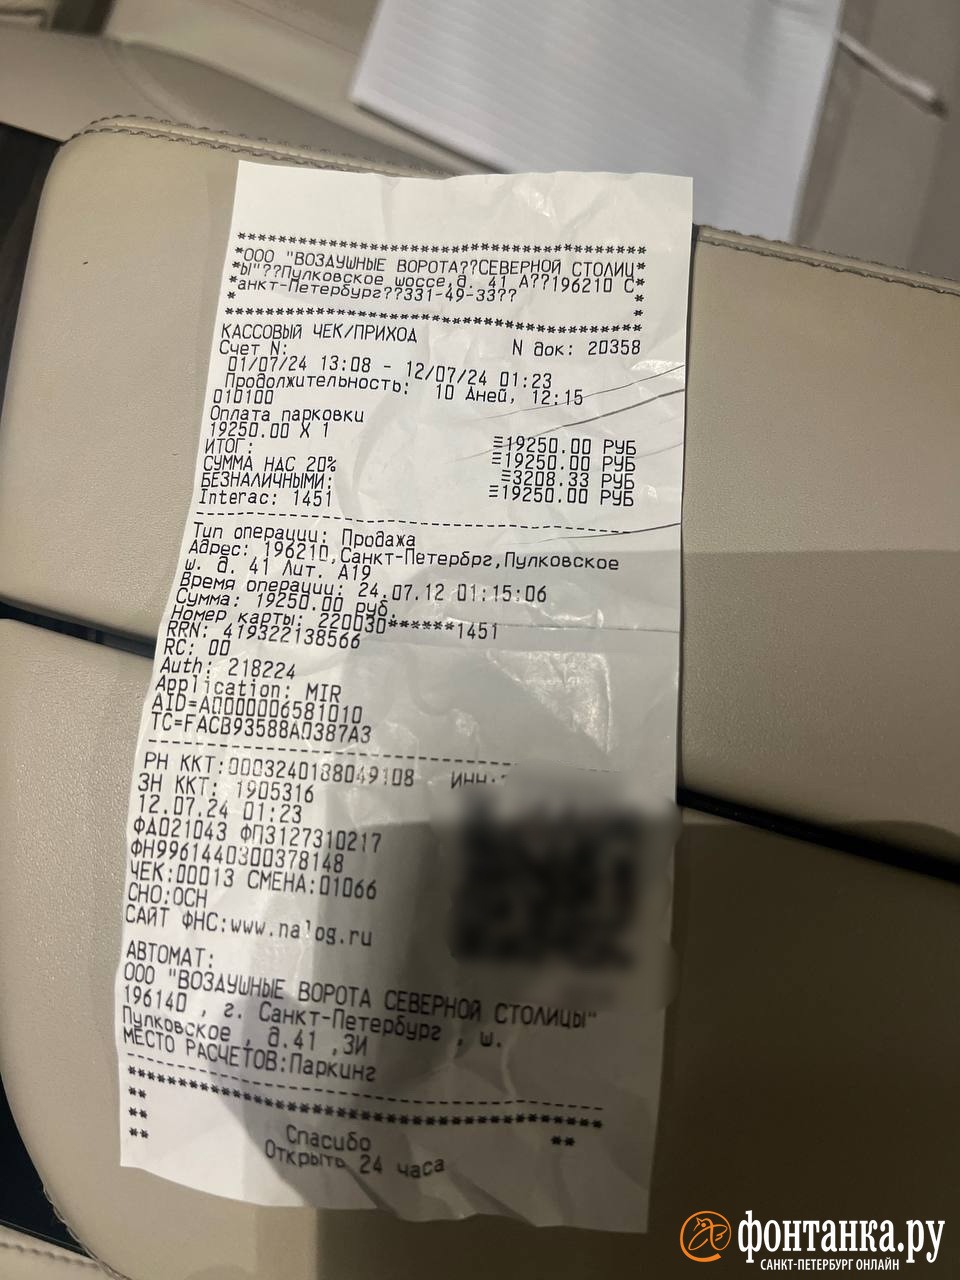 ****************************************
*ООО "ВОЗДУШНЫЕ ВОРОТА??СЕВЕРНОЙ СТОЛИЦ*
*Ы"??Пулковское шоссе,д. 41 А??196210 С*
*анкт-Петербург??331-49-33?? *
* *
****************************************
КАССОВЫЙ ЧЕК/ПРИХОД
Счет N: N док: 20358
01/07/24 13:08 - 12/07/24 01:23
Продолжительность: 10 Дней, 12:15
010100
Оплата парковки
19250.00 X 1 ≡19250.00 РУБ
ИТОГ: ≡19250.00 РУБ
СУММА НДС 20% ≡3208.33 РУБ
БЕЗНАЛИЧНЫМИ: ≡19250.00 РУБ
Interac: 1451
Тип операции: Продажа
Адрес: 196210,Санкт-Петербрг,Пулковское
ш. д. 41 Лит. А19
Время операции: 24.07.12 01:15:06
Сумма: 19250.00 руб.
Номер карты: 220030******1451
RRN: 419322138566
RC: 00
Auth: 218224
Application: MIR
AID=A0000006581010
TC=FACB93588A0387A3
РН ККТ:0003240188049108 ИНН:
ЗН ККТ: 1905316
12.07.24 01:23
ФД021043 ФП3127310217
ФН9961440300378148
ЧЕК:00013 СМЕНА:01066
СНО:ОСН
САЙТ ФНС:www.nalog.ru
АВТОМАТ:
ООО "ВОЗДУШНЫЕ ВОРОТА СЕВЕРНОЙ СТОЛИЦЫ"
196140 , г. Санкт-Петербург , ш.
Пулковское , д.41 ,ЗИ
МЕСТО РАСЧЕТОВ:Паркинг
****************************************
**
** **
** Спасибо
Открыто 24 часа
фонтанка.ру
САНКТ-ПЕТЕРБУРГ ОНЛАЙН